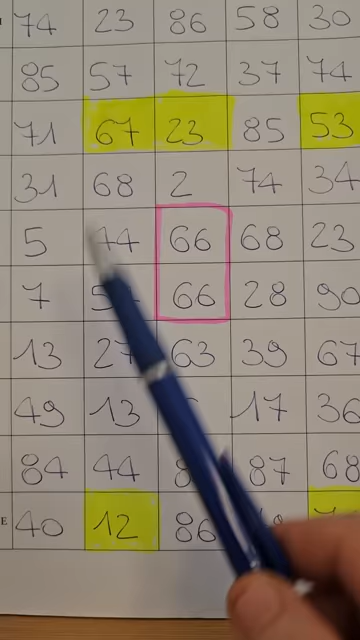 74 23 86 58 30
85 57 72 37 74
71 67 23 85 53
31 68 2 74 34
5 44 66 68 23
7 66 28 90
13 27 63 39 67
49 13 17 36
84 44 87 68
E 40 12 86